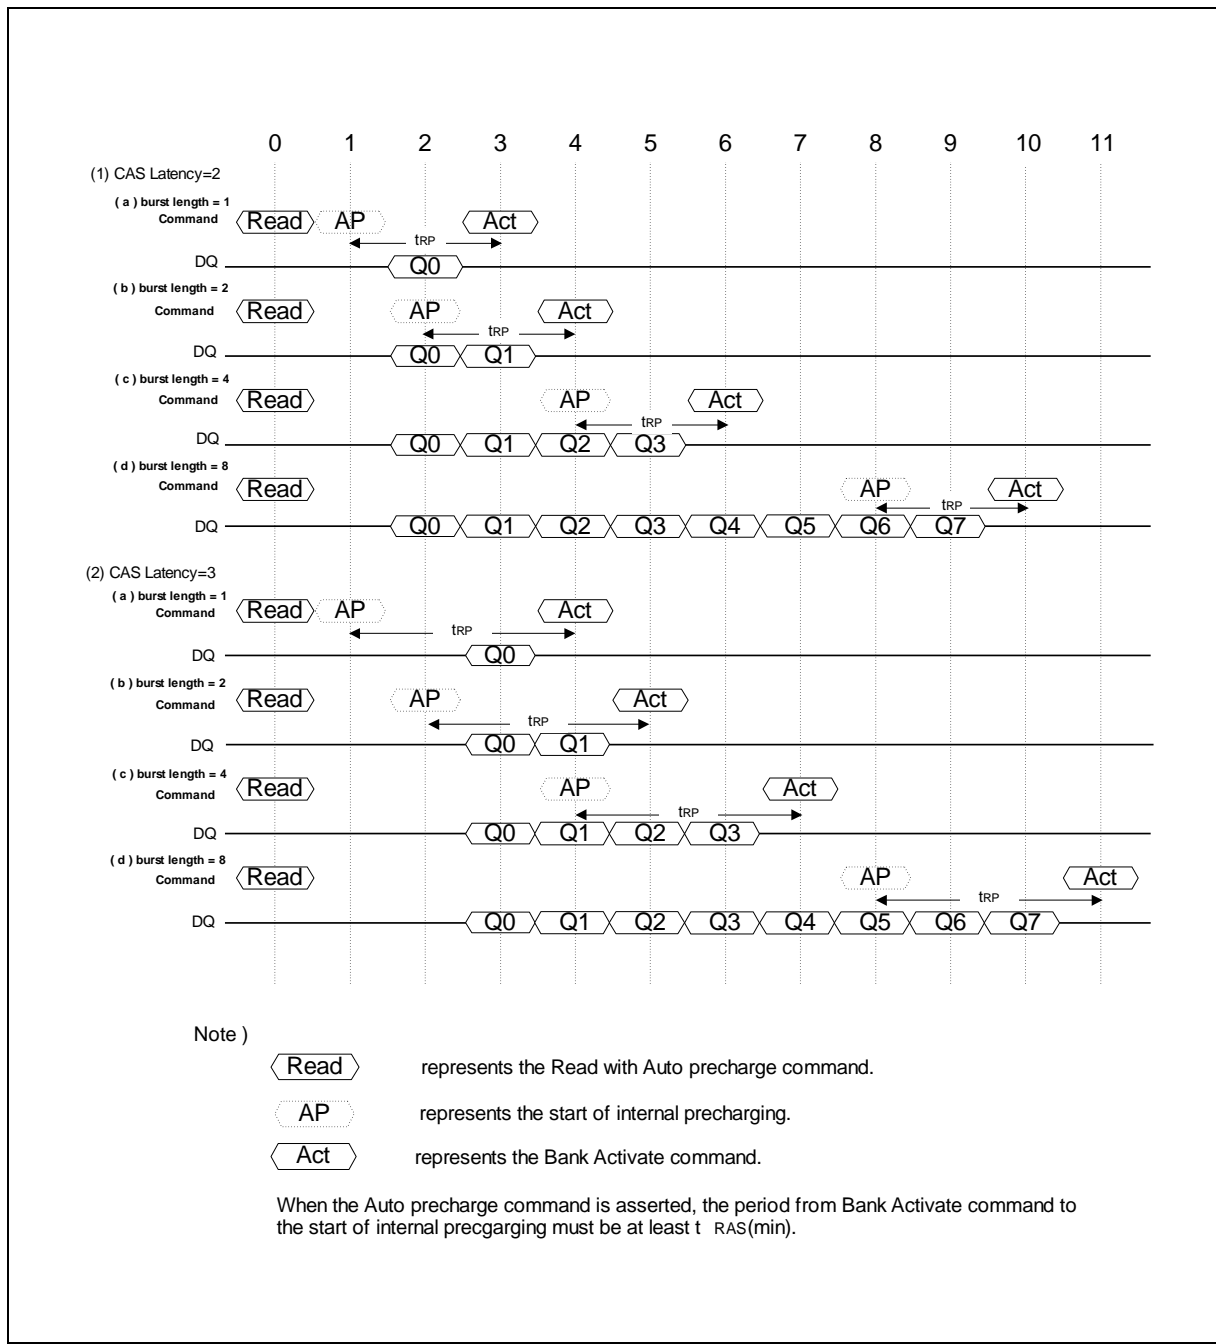 0 1 2 3 4 5 6 7 8 9 10 11
(1) CAS Latency=2
( a ) burst length = 1
Command Read AP Act
tRP
DQ Q0
( b ) burst length = 2
Command Read AP Act
tRP
DQ Q0 Q1
( c ) burst length = 4
Command Read AP Act
tRP
DQ Q0 Q1 Q2 Q3
( d ) burst length = 8
Command Read AP Act
tRP
DQ Q0 Q1 Q2 Q3 Q4 Q5 Q6 Q7
(2) CAS Latency=3
( a ) burst length = 1
Command Read AP Act
tRP
DQ Q0
( b ) burst length = 2
Command Read AP Act
tRP
DQ Q0 Q1
( c ) burst length = 4
Command Read AP Act
tRP
DQ Q0 Q1 Q2 Q3
( d ) burst length = 8
Command Read AP Act
tRP
DQ Q0 Q1 Q2 Q3 Q4 Q5 Q6 Q7
Note )
Read represents the Read with Auto precharge command.
AP represents the start of internal precharging.
Act represents the Bank Activate command.
When the Auto precharge command is asserted, the period from Bank Activate command to
the start of internal precgarging must be at least t RAS(min).